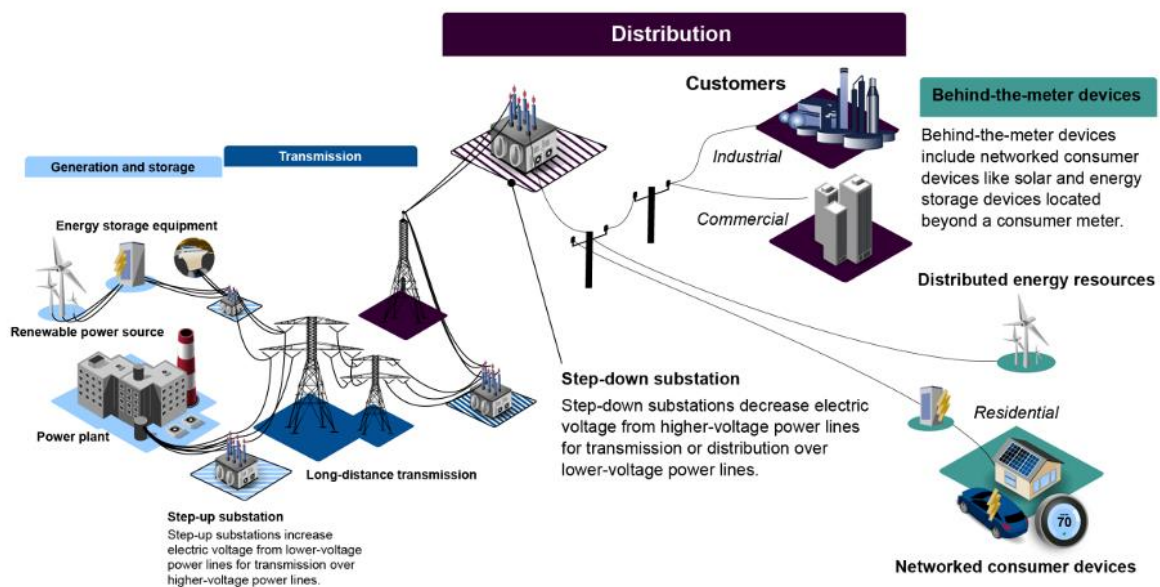 Distribution
Customers
Industrial
Commercial
Behind-the-meter devices
Behind-the-meter devices
include networked consumer
devices like solar and energy
storage devices located
beyond a consumer meter.
Generation and storage
Transmission
Energy storage equipment
Renewable power source
Power plant
Long-distance transmission
Step-up substation
Step-up substations increase
electric voltage from lower-voltage
power lines for transmission over
higher-voltage power lines.
Step-down substation
Step-down substations decrease electric
voltage from higher-voltage power lines
for transmission or distribution over
lower-voltage power lines.
Distributed energy resources
Residential
70
Networked consumer devices